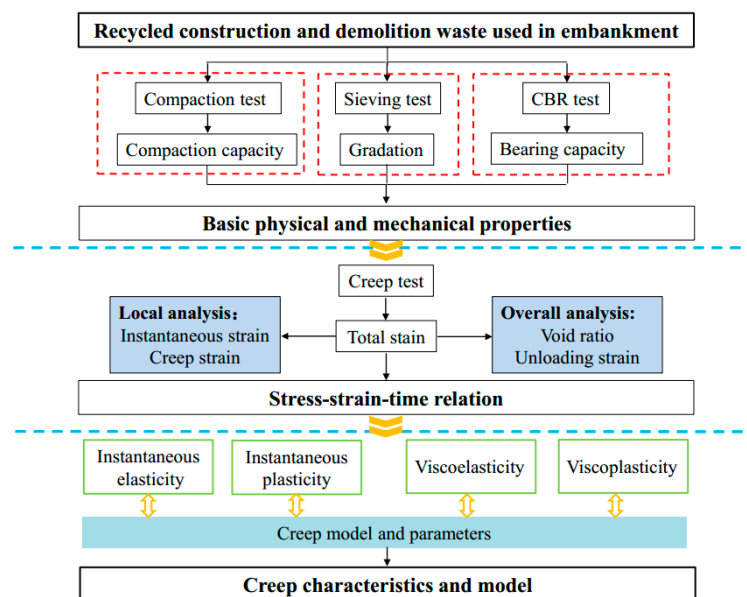 Recycled construction and demolition waste used in embankment
Compaction test
Sieving test
CBR test
Compaction capacity
Gradation
Bearing capacity
Basic physical and mechanical properties
Creep test
Local analysis:
Instantaneous strain
Creep strain
Total stain
Overall analysis:
Void ratio
Unloading strain
Stress-strain-time relation
Instantaneous
elasticity
Instantaneous
plasticity
Viscoelasticity
Viscoplasticity
Creep model and parameters
Creep characteristics and model